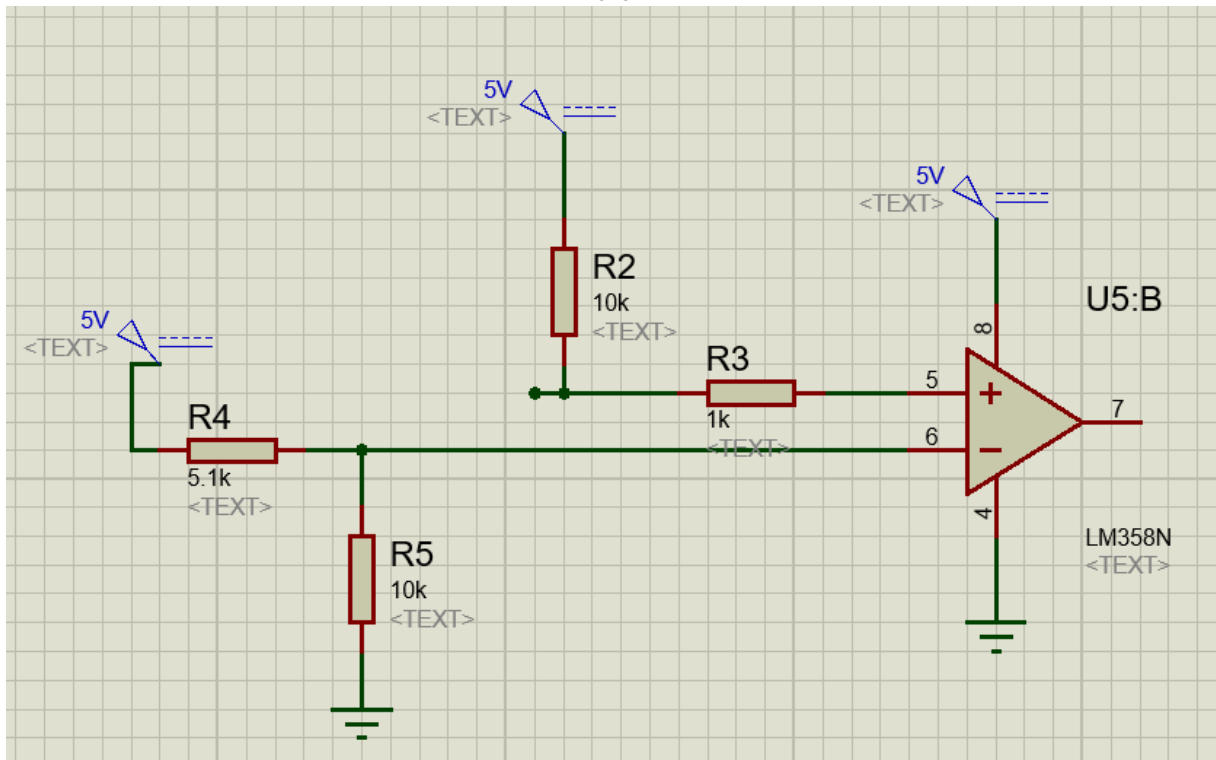 5V
<TEXT>
5V
<TEXT>
R2
10k
<TEXT>
U5:B
8
5V
<TEXT>
R3
1k
<TEXT>
5
+
7
R4
5.1k
<TEXT>
6
−
4
LM358N
<TEXT>
R5
10k
<TEXT>